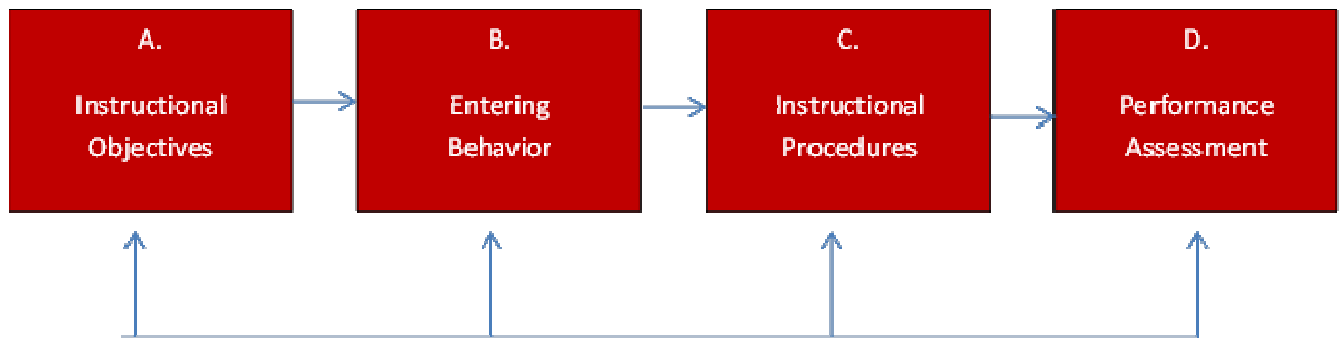 A.
Instructional
Objectives
B.
Entering
Behavior
C.
Instructional
Procedures
D.
Performance
Assessment